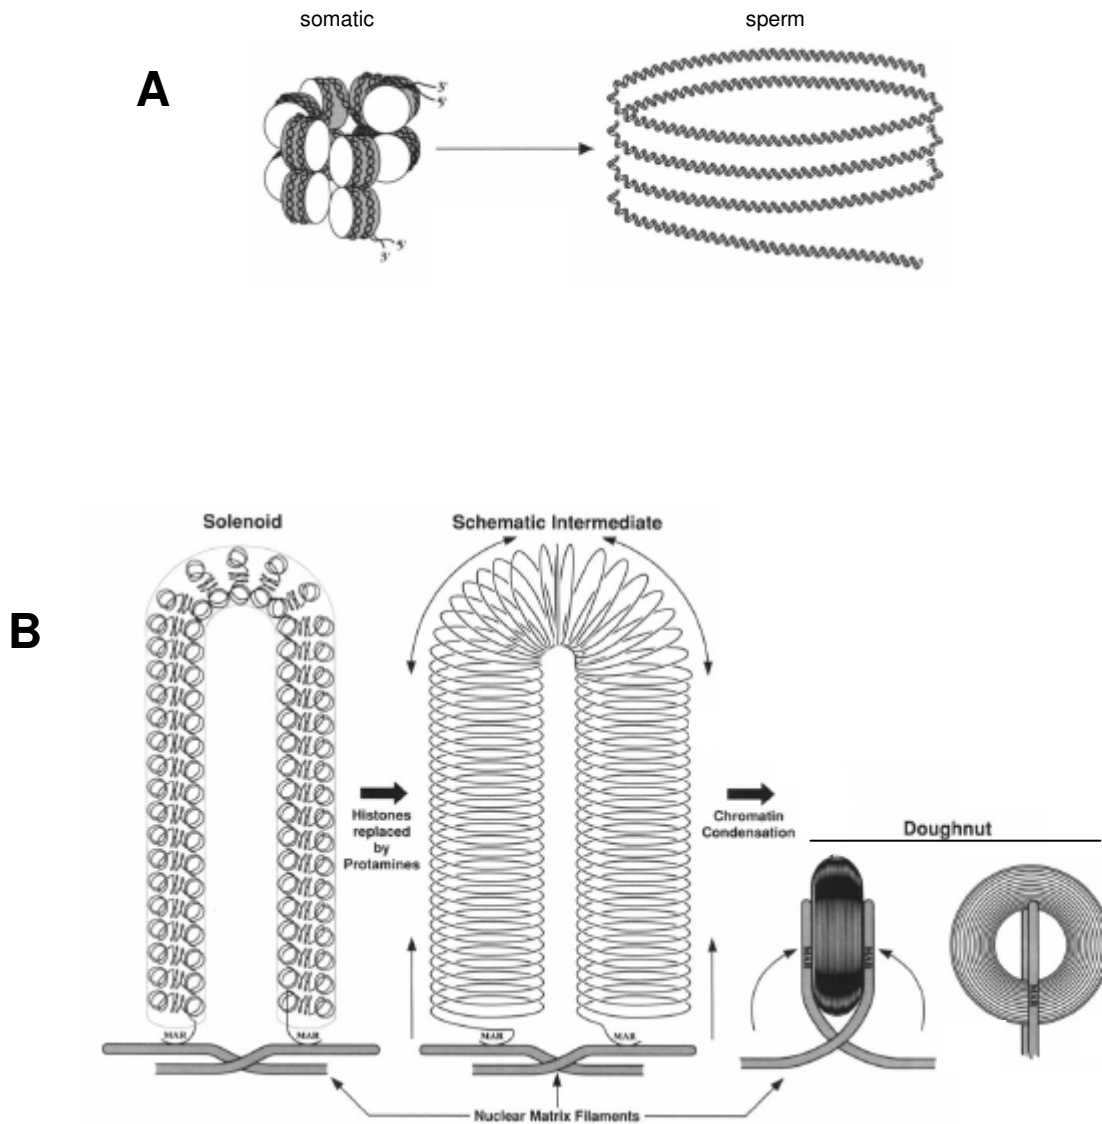 somatic
sperm
A
3'
5'
5'
3'
B
Solenoid
Schematic Intermediate
Histones
replaced
by
Protamines
Chromatin
Condensation
Doughnut
MAR
MAR
MAR
MAR
MAR
MAR
MAR
Nuclear Matrix Filaments